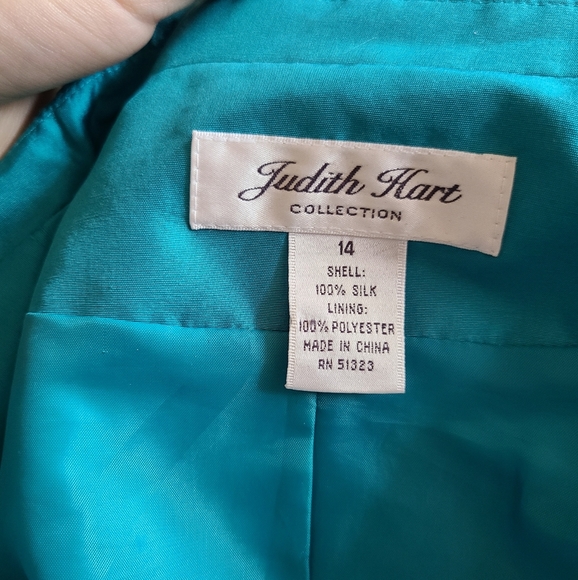 Judith Hart
COLLECTION
14
SHELL:
100% SILK
LINING:
100% POLYESTER
MADE IN CHINA
RN 51323